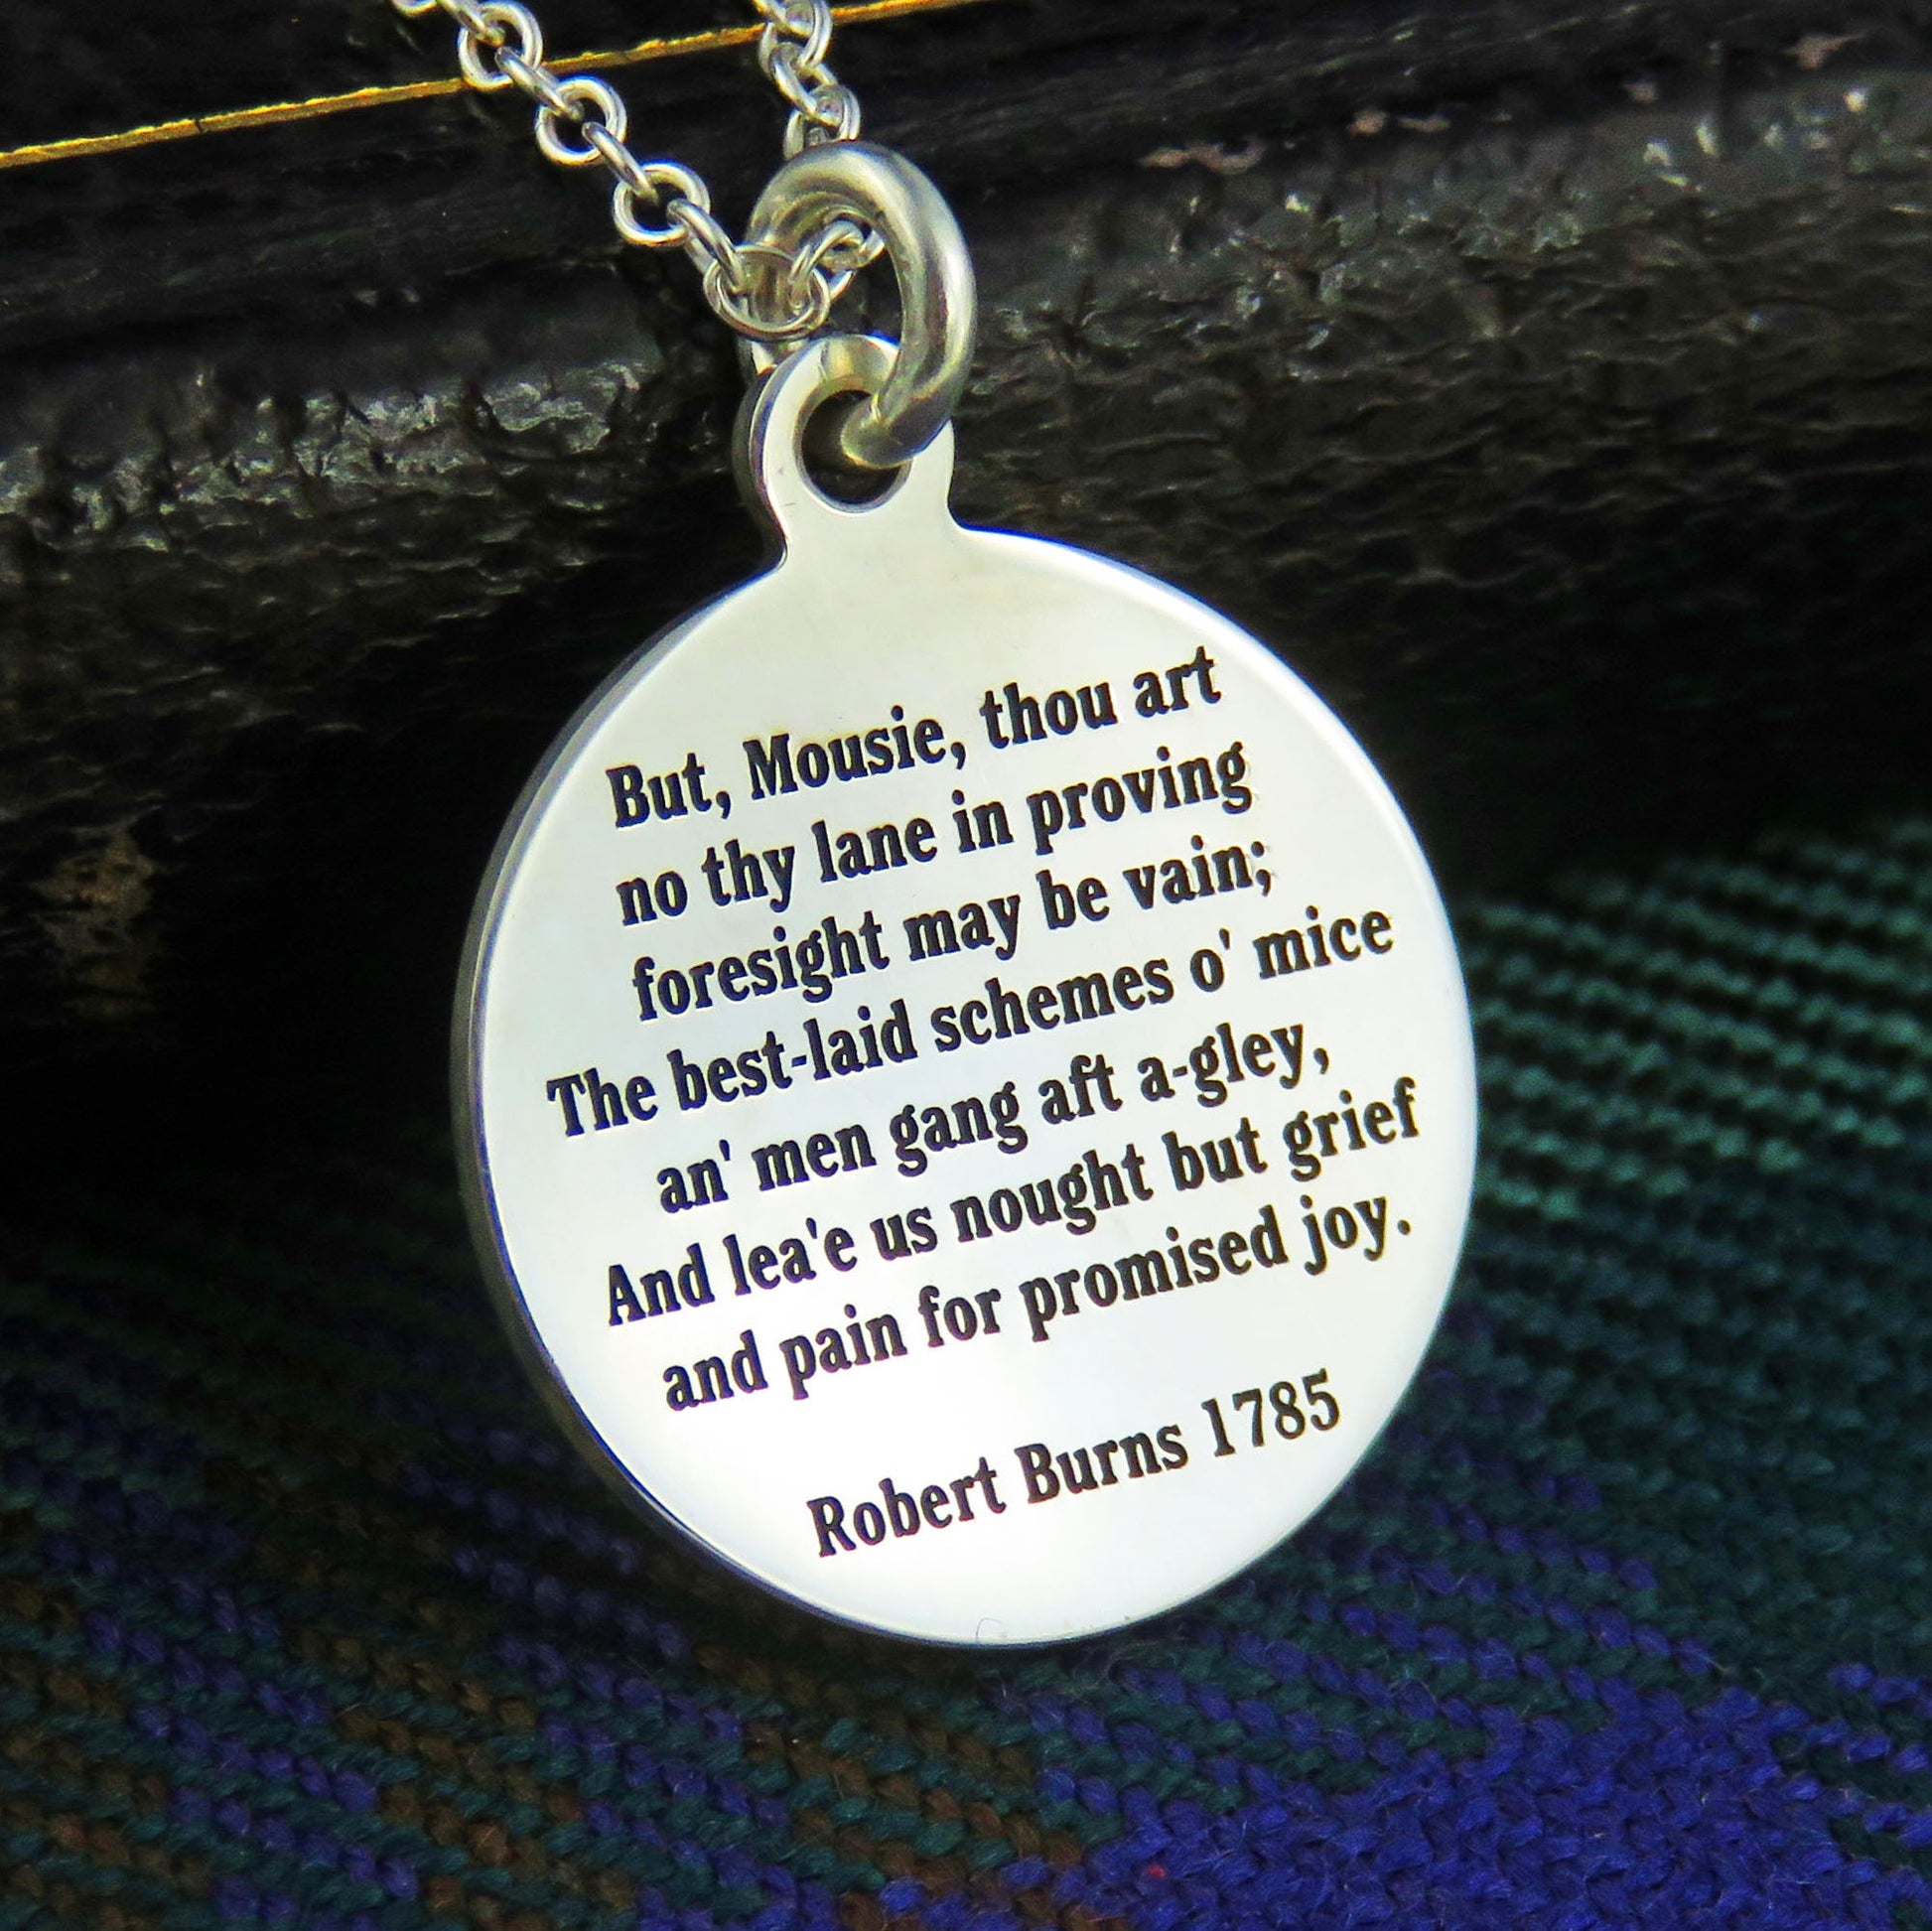 But, Mousie, thou art
no thy lane in proving
foresight may be vain;
The best-laid schemes o' mice
an' men gang aft a-gley,
And lea'e us nought but grief
and pain for promised joy.
Robert Burns 1785